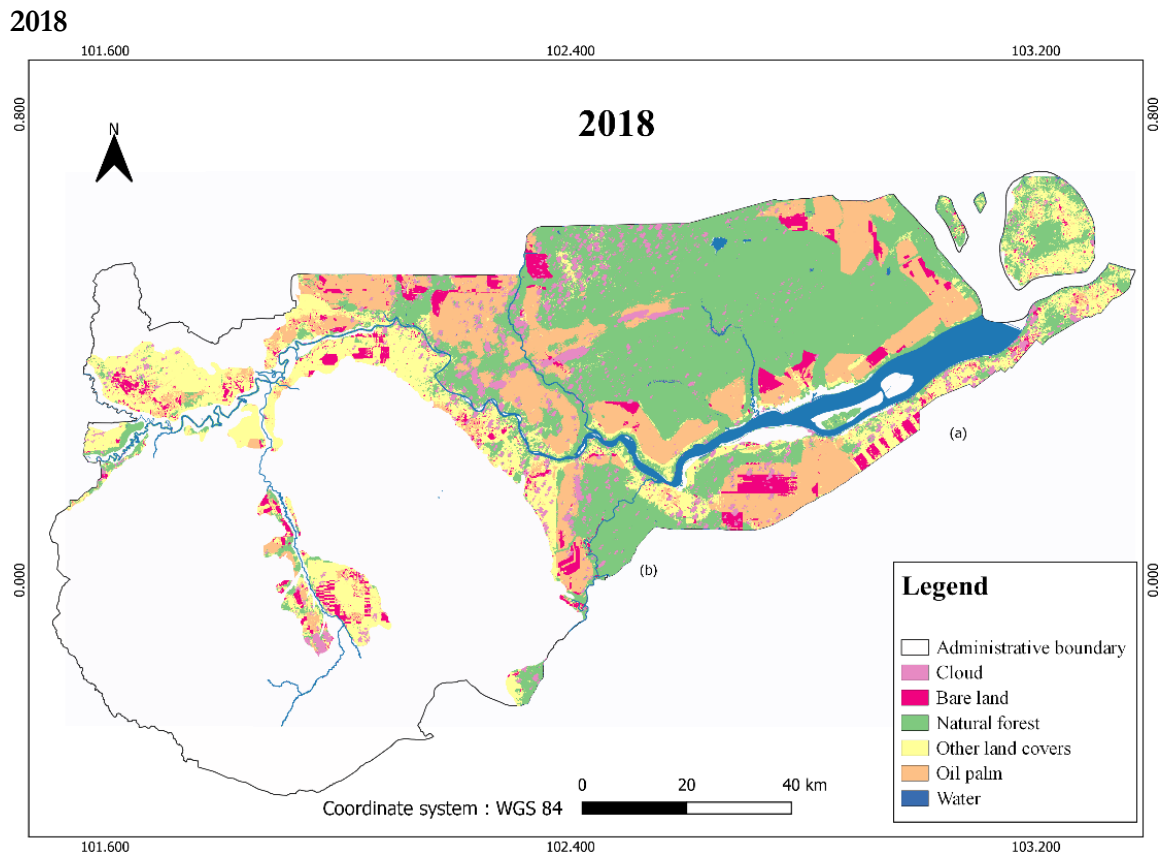 2018
101.600
102.400
103.200
0.800
0.800
2018
N
(a)
(b)
0.000
0.000
Legend
Administrative boundary
Cloud
Bare land
Natural forest
Other land covers
Oil palm
Water
0 20 40 km
Coordinate system : WGS 84
101.600
102.400
103.200